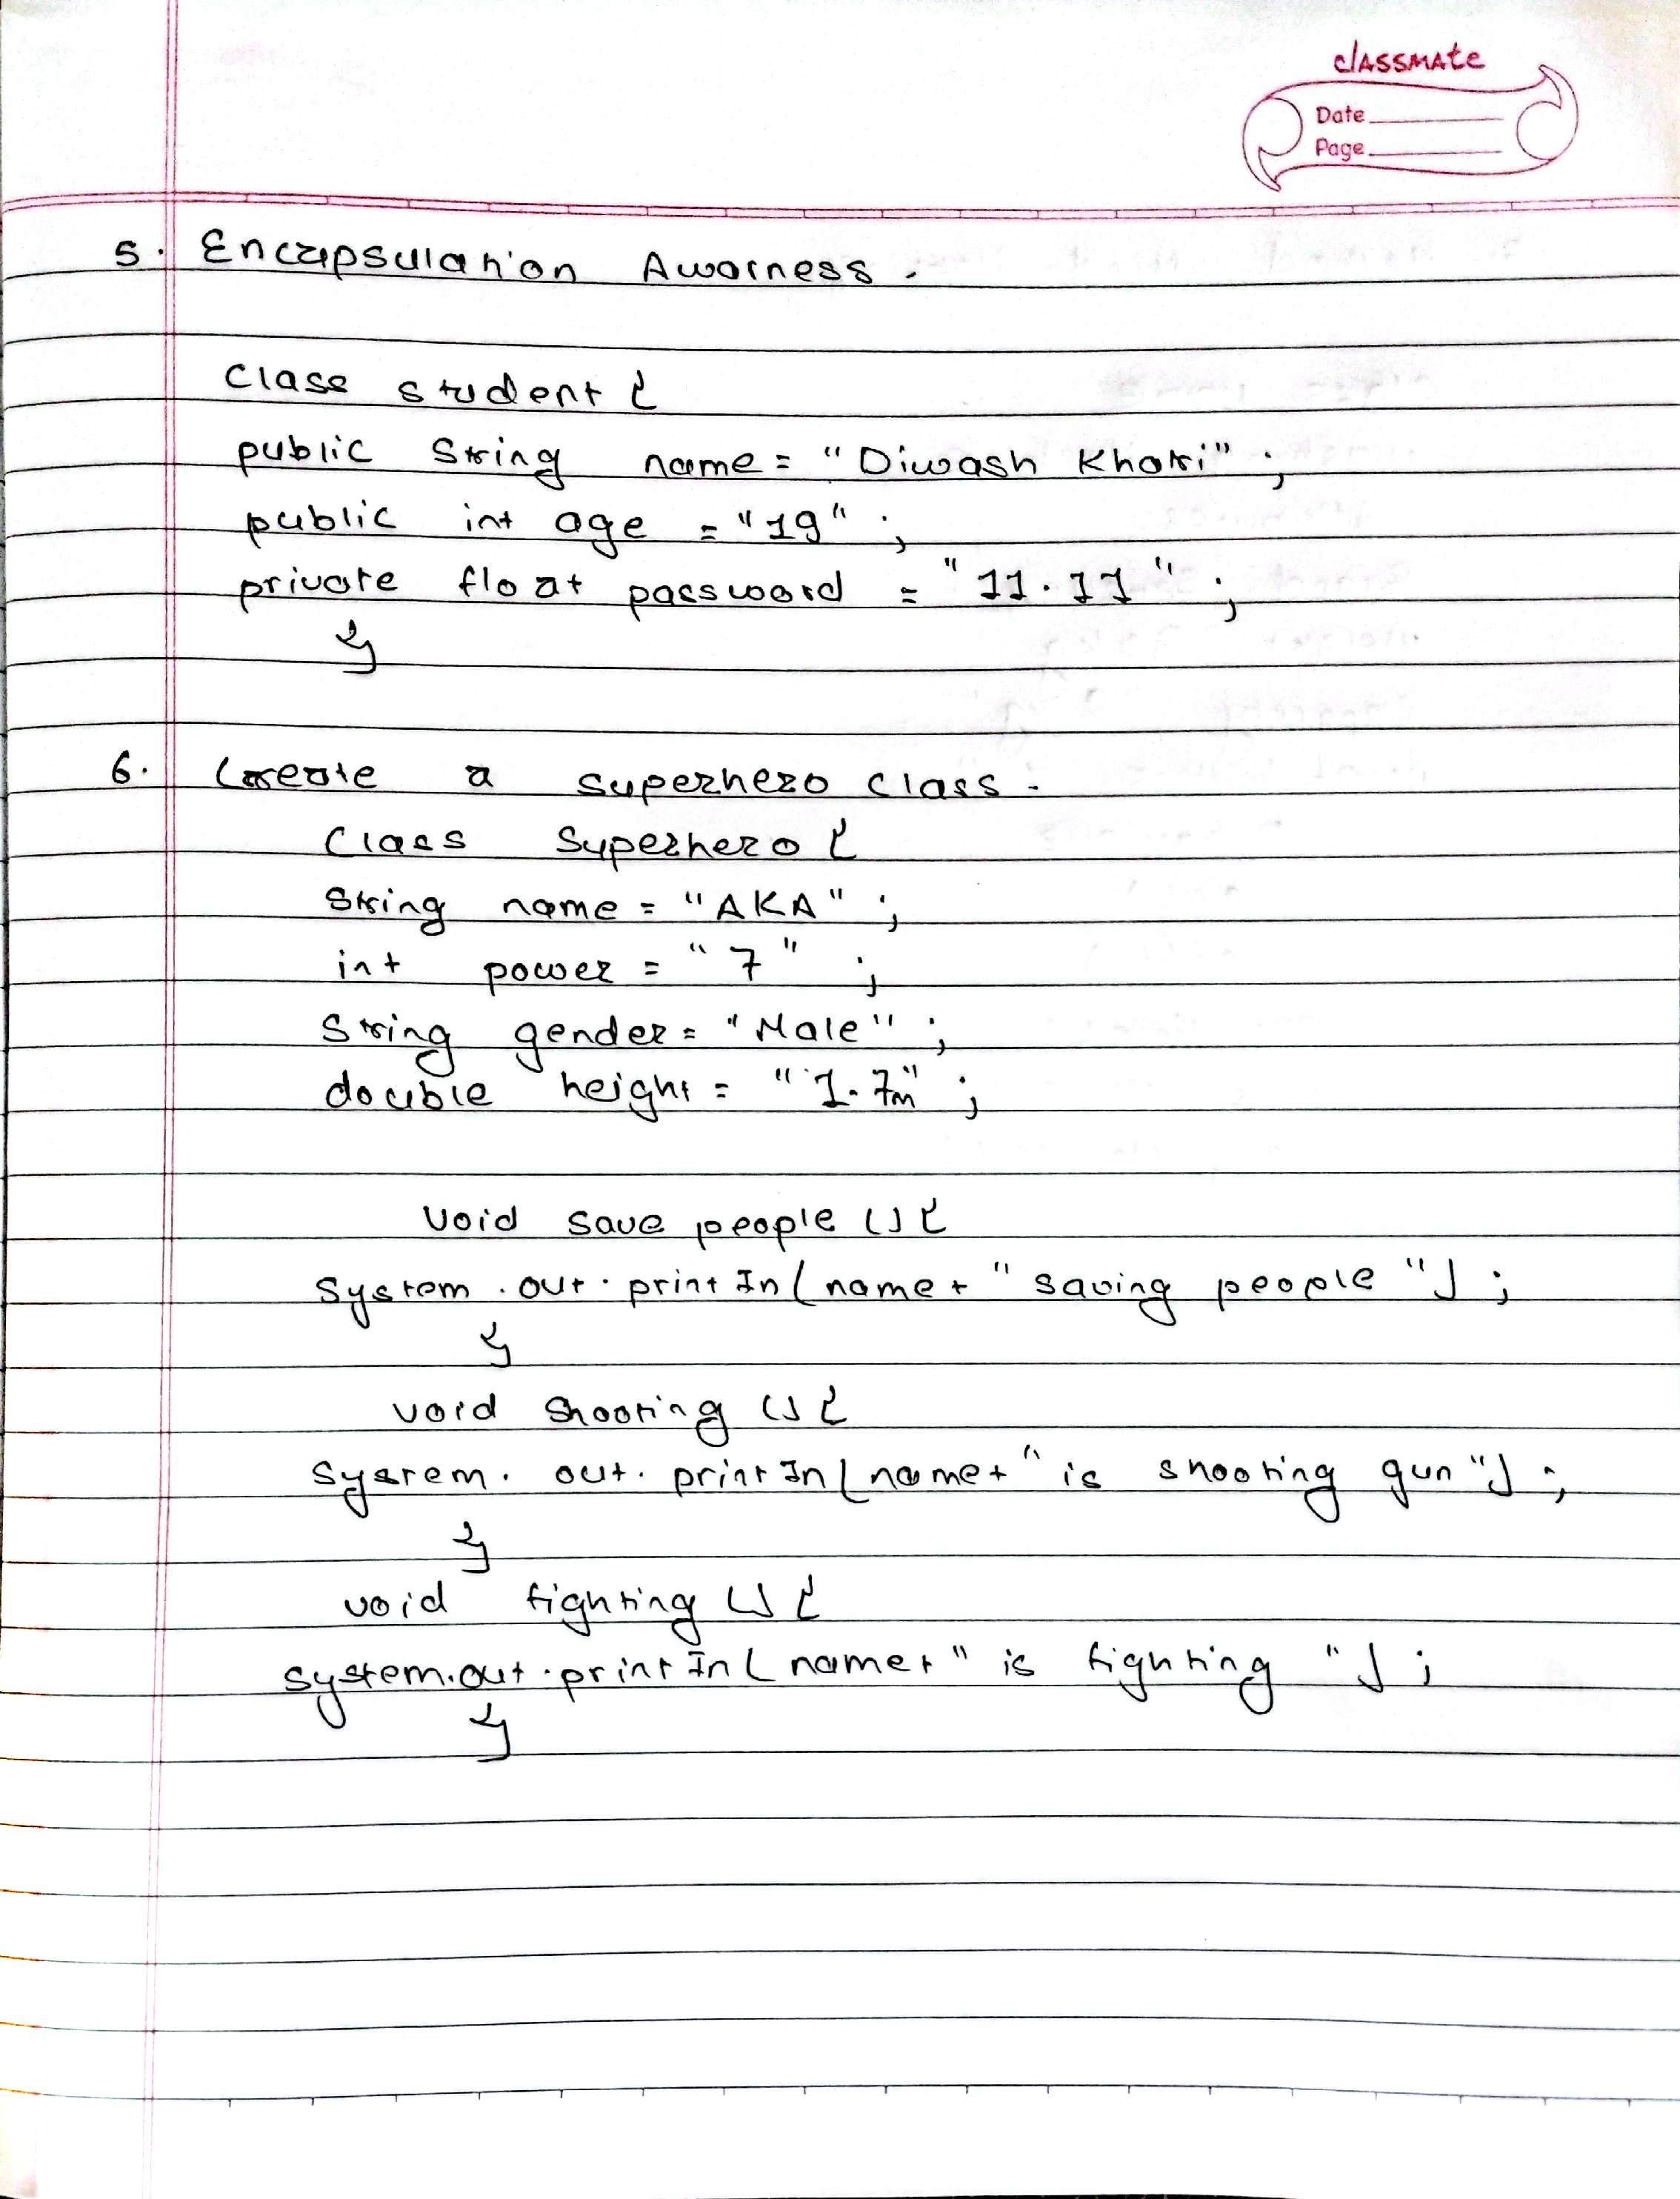 classmate
Date
Page
5. Encapsulation Awarness.
Class student {
public String name = "Diwash Khatri" ;
public int age = "19" ;
private float password = "11.11" ;
}
6. Create a superhero class.
Class Superhero {
String name = "AKA" ;
int power = "7" ;
String gender = "Male" ;
double height = "1.7m" ;
void save people () {
System.out.printIn(name+ "saving people") ;
}
void shooting () {
System.out.printIn(name+ "is shooting gun") ;
}
void fighting () {
system.out.printIn(name+ "is fighting") ;
}